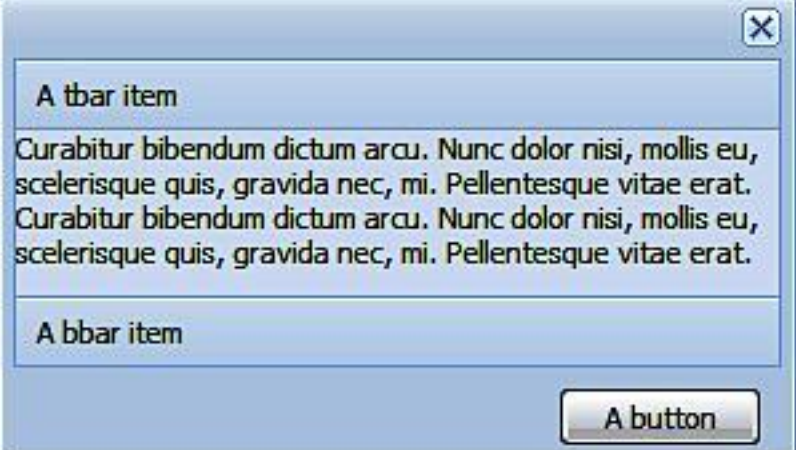 A tbar item
Curabitur bibendum dictum arcu. Nunc dolor nisi, mollis eu,
scelerisque quis, gravida nec, mi. Pellentesque vitae erat.
Curabitur bibendum dictum arcu. Nunc dolor nisi, mollis eu,
scelerisque quis, gravida nec, mi. Pellentesque vitae erat.
A bbar item
A button